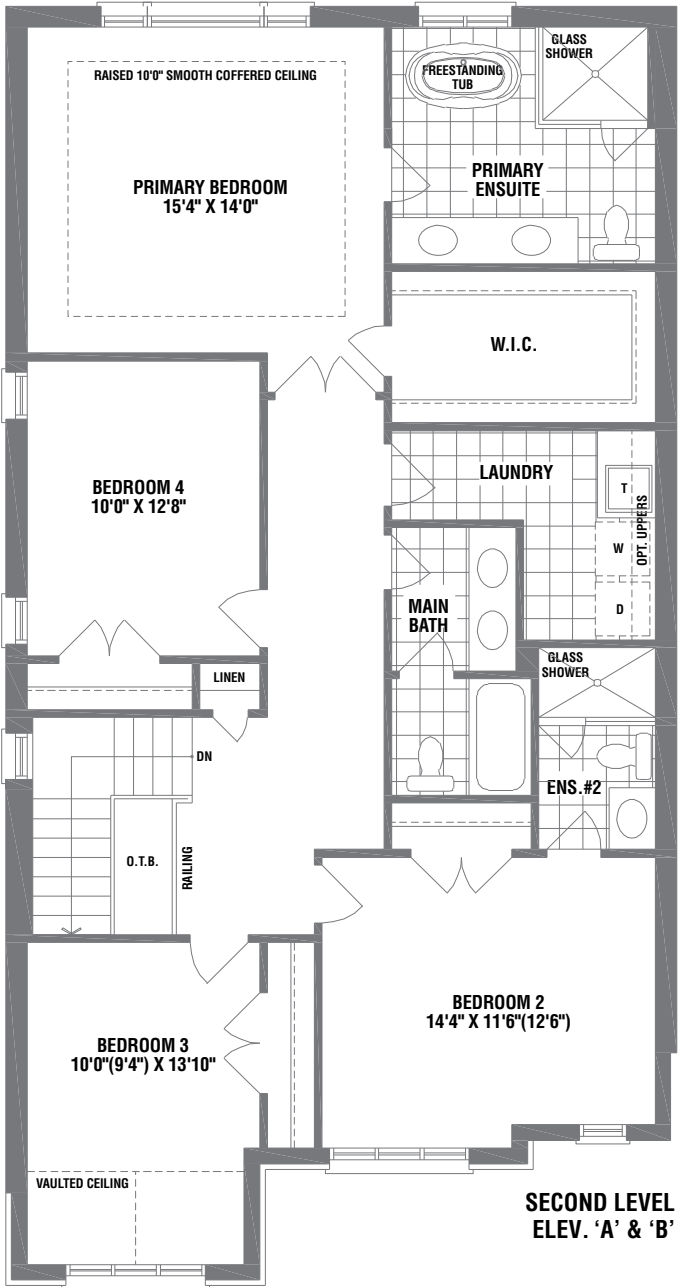 GLASS
SHOWER
RAISED 10'0" SMOOTH COFFERED CEILING
FREESTANDING
TUB
PRIMARY BEDROOM
15'4" X 14'0"
PRIMARY
ENSUITE
W.I.C.
BEDROOM 4
10'0" X 12'8"
LAUNDRY
T
OPT. UPPERS
W
D
MAIN
BATH
LINEN
GLASS
SHOWER
DN
ENS.#2
O.T.B.
RAILING
BEDROOM 2
14'4" X 11'6"(12'6")
BEDROOM 3
10'0"(9'4") X 13'10"
VAULTED CEILING
SECOND LEVEL
ELEV. ‘A’ & ‘B’